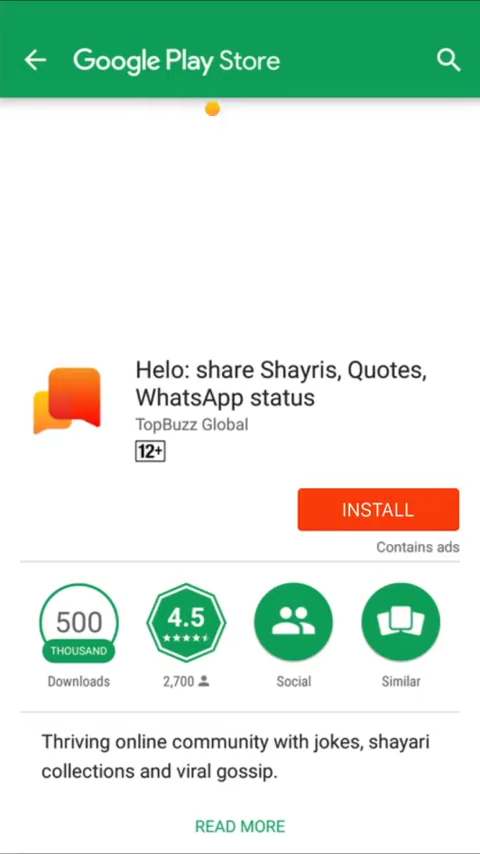 Google Play Store
Helo: share Shayris, Quotes,
WhatsApp status
TopBuzz Global
12+
INSTALL
Contains ads
500
THOUSAND
Downloads
4.5
2,700
Social
Similar
Thriving online community with jokes, shayari
collections and viral gossip.
READ MORE